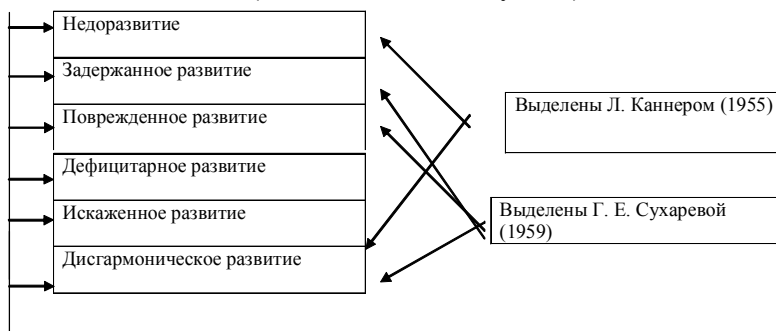 Недоразвитие
Задержанное развитие
Поврежденное развитие
Дефицитарное развитие
Искаженное развитие
Дисгармоническое развитие
Выделены Л. Каннером (1955)
Выделены Г. Е. Сухаревой
(1959)